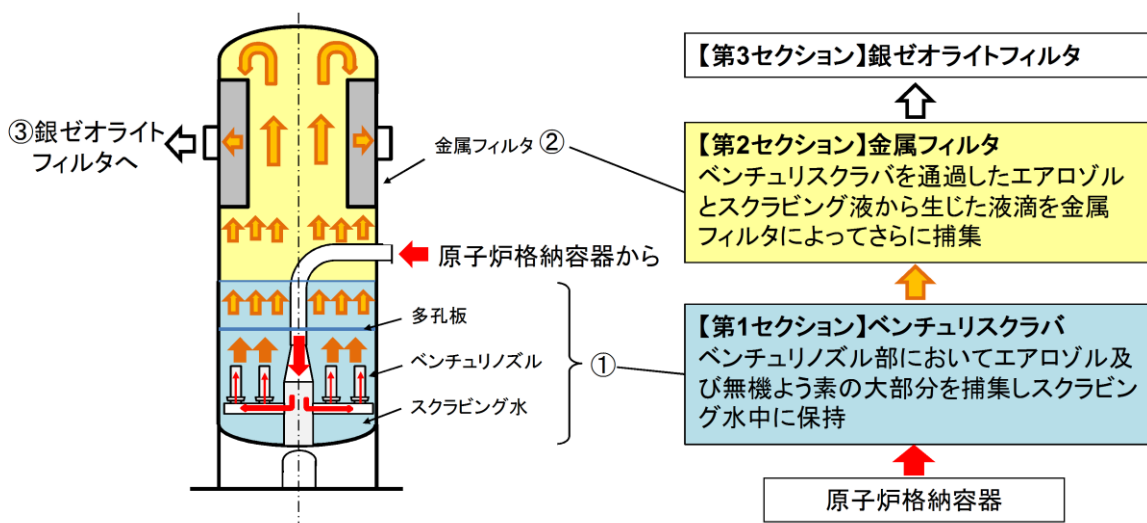 ③銀ゼオライト
フィルタへ
金属フィルタ ②
原子炉格納容器から
多孔板
ベンチュリノズル
スクラビング水
①
【第3セクション】銀ゼオライトフィルタ
【第2セクション】金属フィルタ
ベンチュリスクラバを通過したエアロゾル
とスクラビング液から生じた液滴を金属
フィルタによってさらに捕集
【第1セクション】ベンチュリスクラバ
ベンチュリノズル部においてエアロゾル及
び無機よう素の大部分を捕集しスクラビン
グ水中に保持
原子炉格納容器